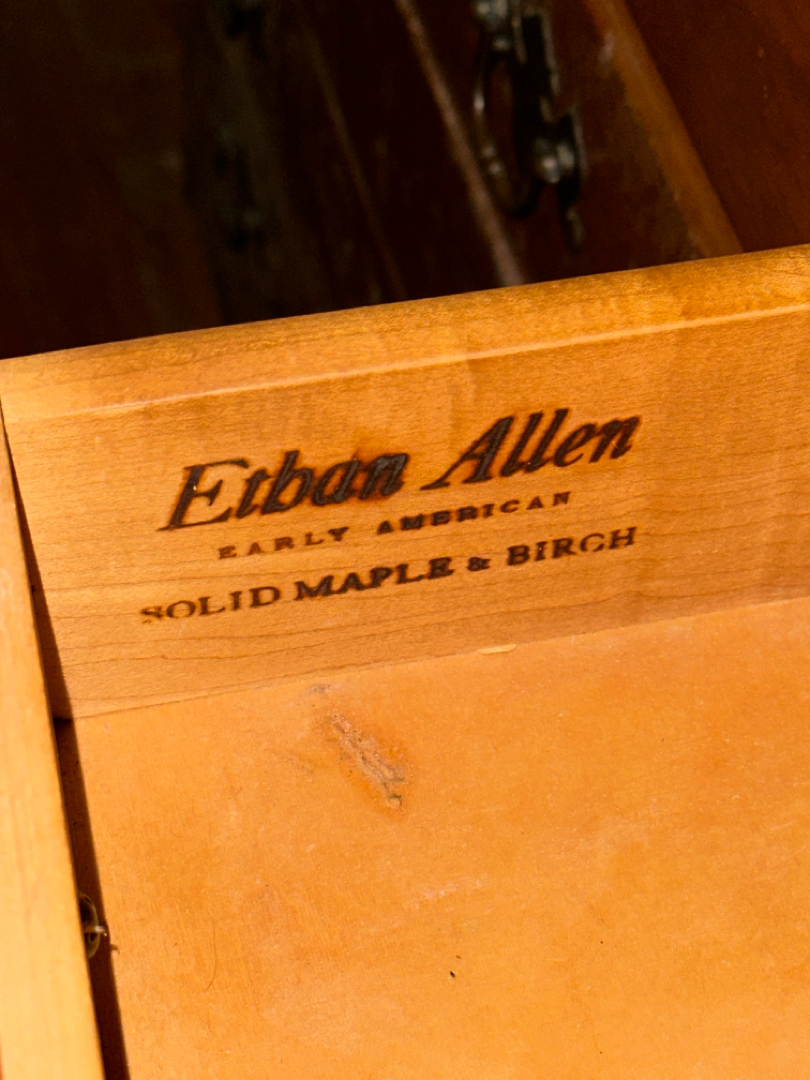 Ethan Allen
EARLY AMERICAN
SOLID MAPLE & BIRCH